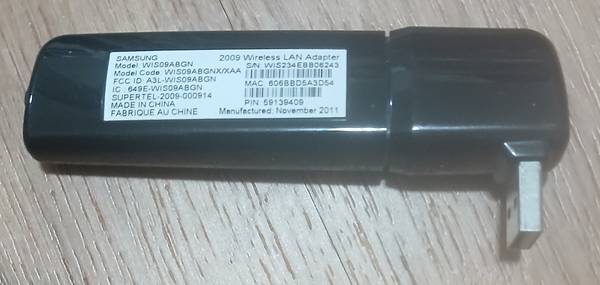 SAMSUNG
Model: WIS09ABGN
Model Code: WIS09ABGNX/XAA
FCC ID: A3L-WIS09ABGN
IC : 649E-WIS09ABGN
SUPERTEL-2009-000914
MADE IN CHINA
FABRIQUE AU CHINE
2009 Wireless LAN Adapter
S/N: WIS234EBB06243
MAC: 606BBD5A3D54
PIN: 59139409
Manufactured: November 2011